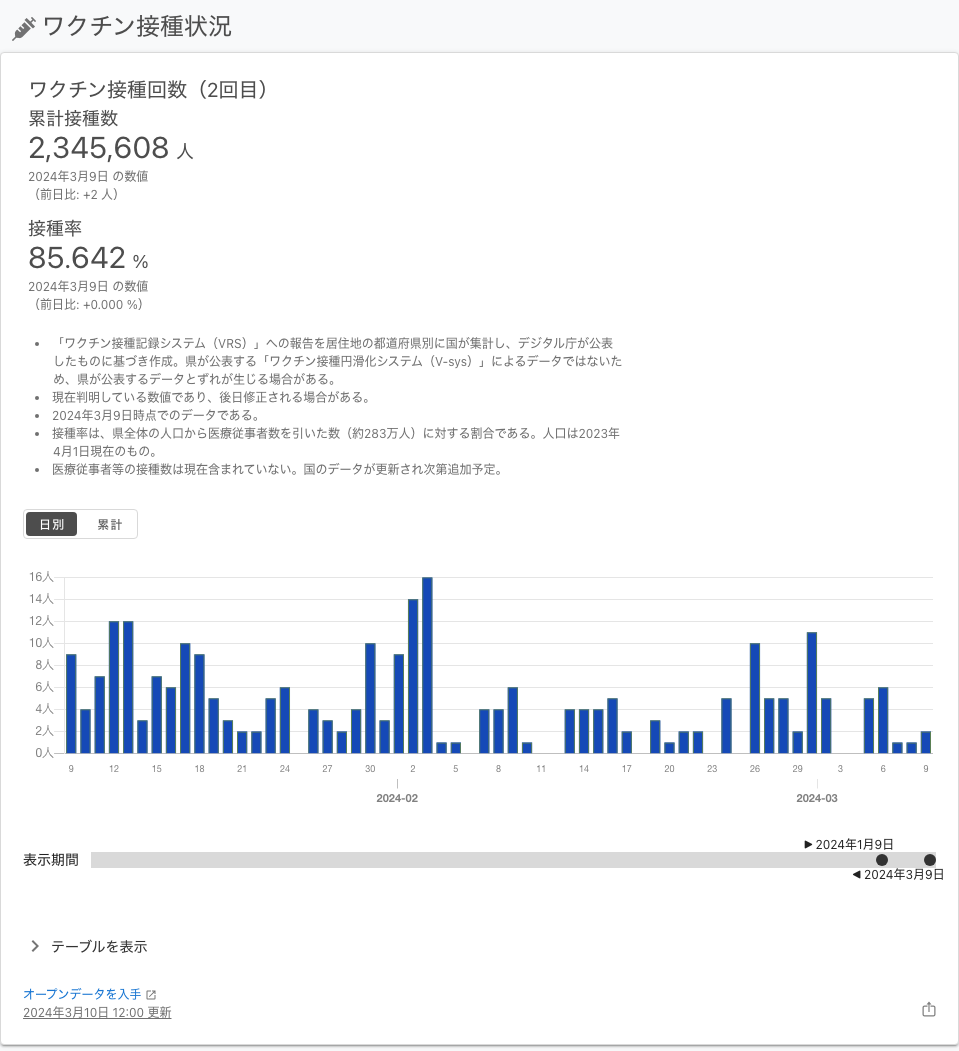 ワクチン接種状況
ワクチン接種回数（2回目）
累計接種数
2,345,608 人
2024年3月9日 の数値
（前日比: +2 人）
接種率
85.642 %
2024年3月9日 の数値
（前日比: +0.000 %）
• 「ワクチン接種記録システム（VRS）」への報告を居住地の都道府県別に国が集計し、デジタル庁が公表
したものに基づき作成。県が公表する「ワクチン接種円滑化システム（V-sys）」によるデータではないた
め、県が公表するデータとずれが生じる場合がある。
• 現在判明している数値であり、後日修正される場合がある。
• 2024年3月9日時点でのデータである。
• 接種率は、県全体の人口から医療従事者数を引いた数（約283万人）に対する割合である。人口は2023年
4月1日現在のもの。
• 医療従事者等の接種数は現在含まれていない。国のデータが更新され次第追加予定。
日別 累計
16人
14人
12人
10人
8人
6人
4人
2人
0人
9 12 15 18 21 24 27 30 2 5 8 11 14 17 20 23 26 29 3 6 9
2024-02 2024-03
▶ 2024年1月9日
表示期間
◀ 2024年3月9日
テーブルを表示
オープンデータを入手
2024年3月10日 12:00 更新